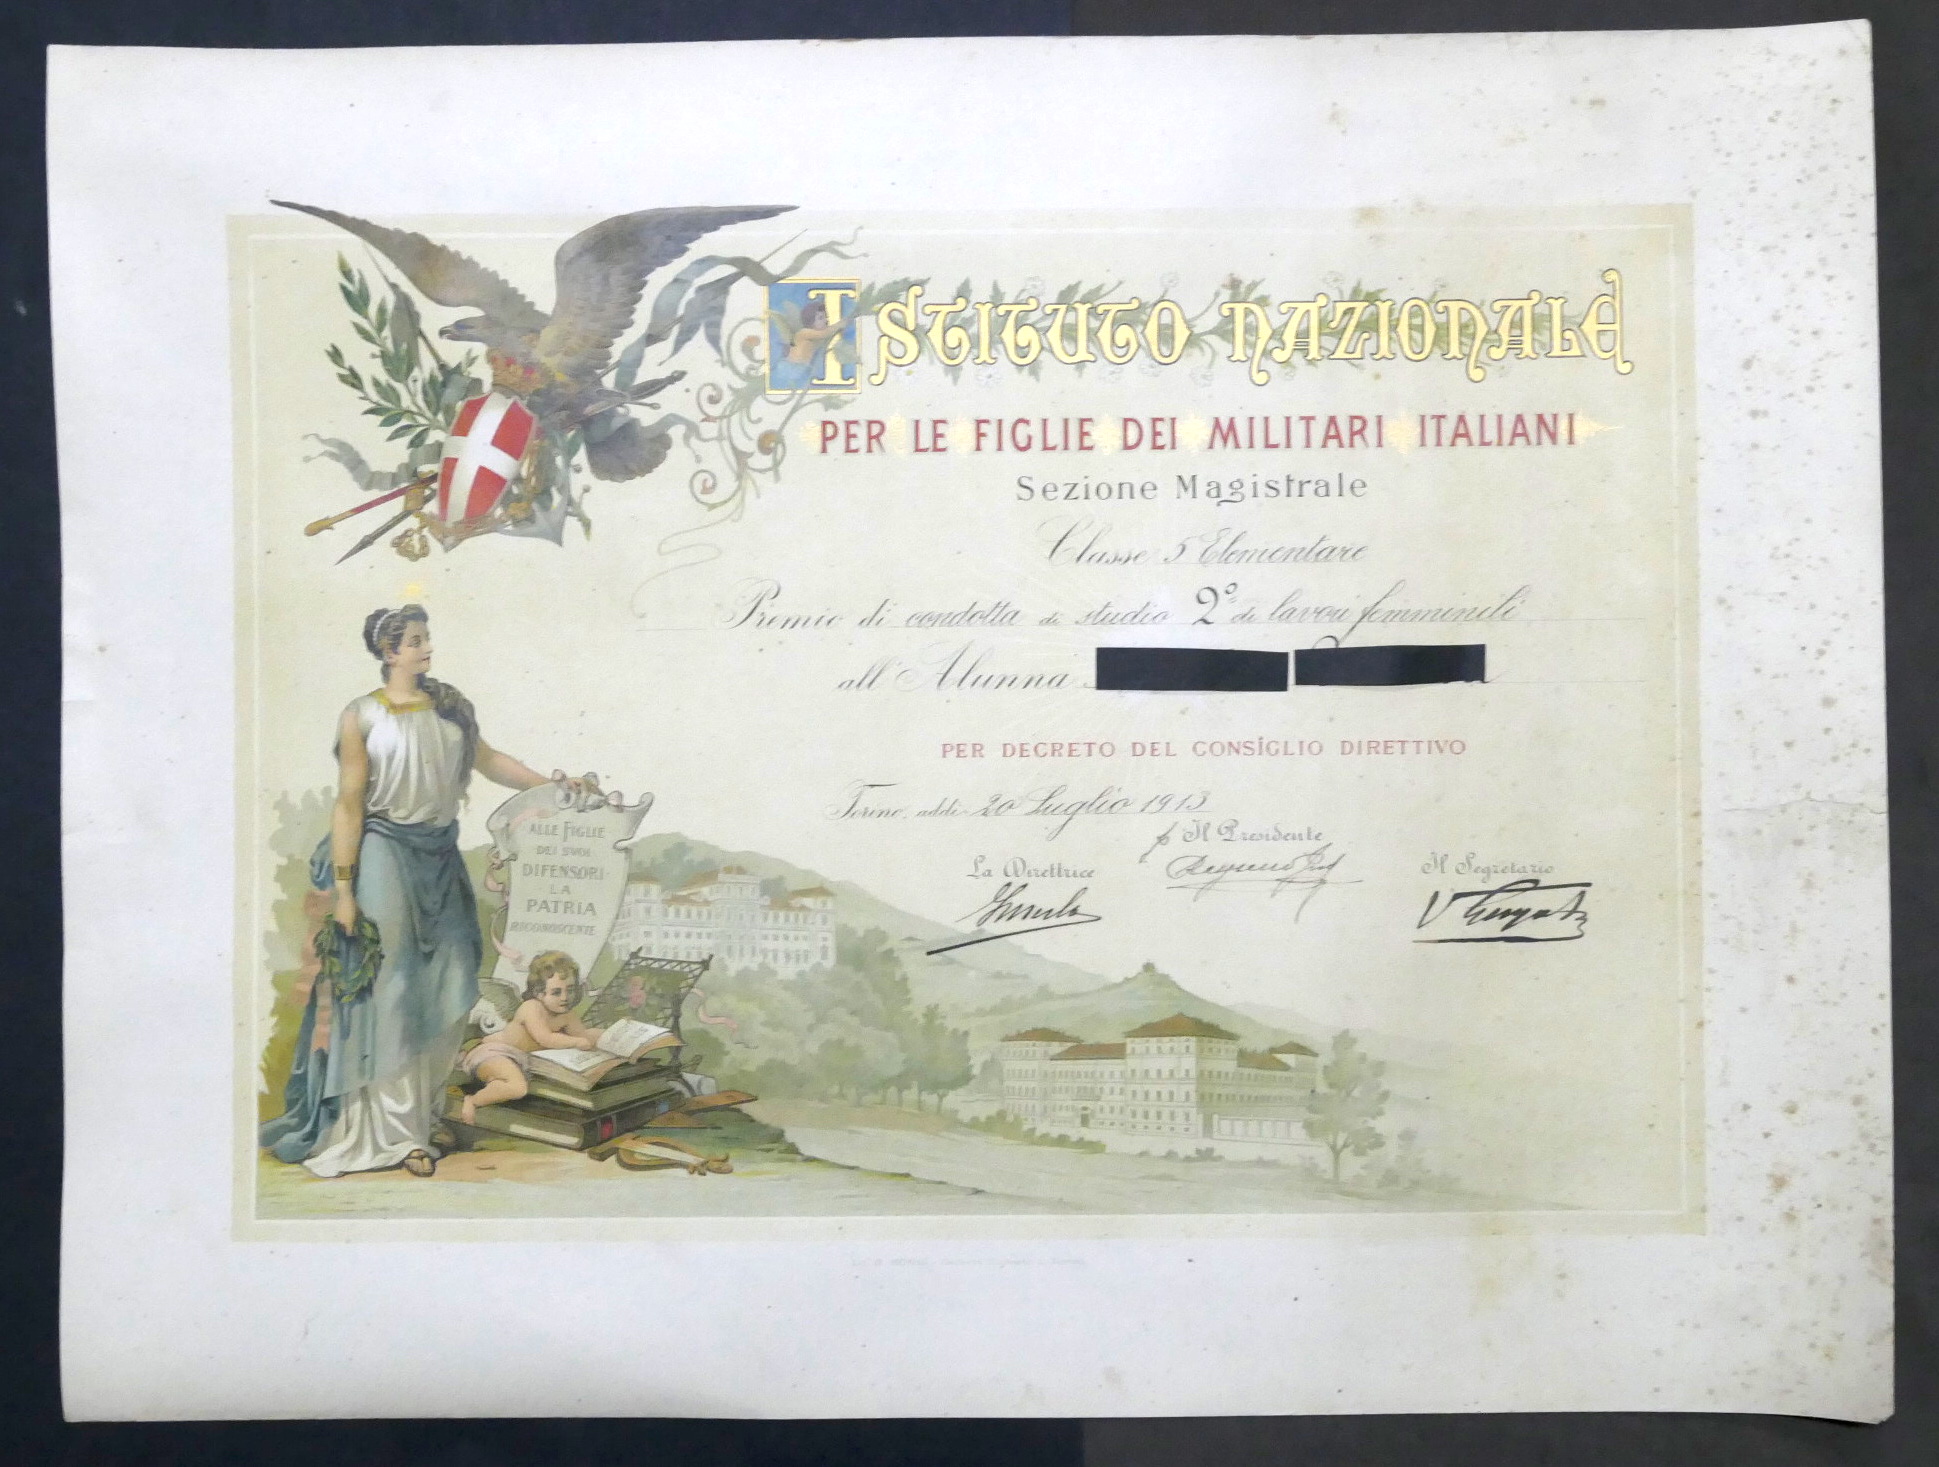 ISTITUTO NAZIONALE
PER LE FIGLIE DEI MILITARI ITALIANI
Sezione Magistrale
Classe 5 Elementare
Premio di condotta di studio 2° di lavori femminili
all'Alunna
PER DECRETO DEL CONSIGLIO DIRETTIVO
Torino, addì 20 Luglio 1913
Il Presidente
La Direttrice
Il Segretario
ALLE FIGLIE
DEI SUOI
DIFENSORI
LA
PATRIA
RICONOSCENTE